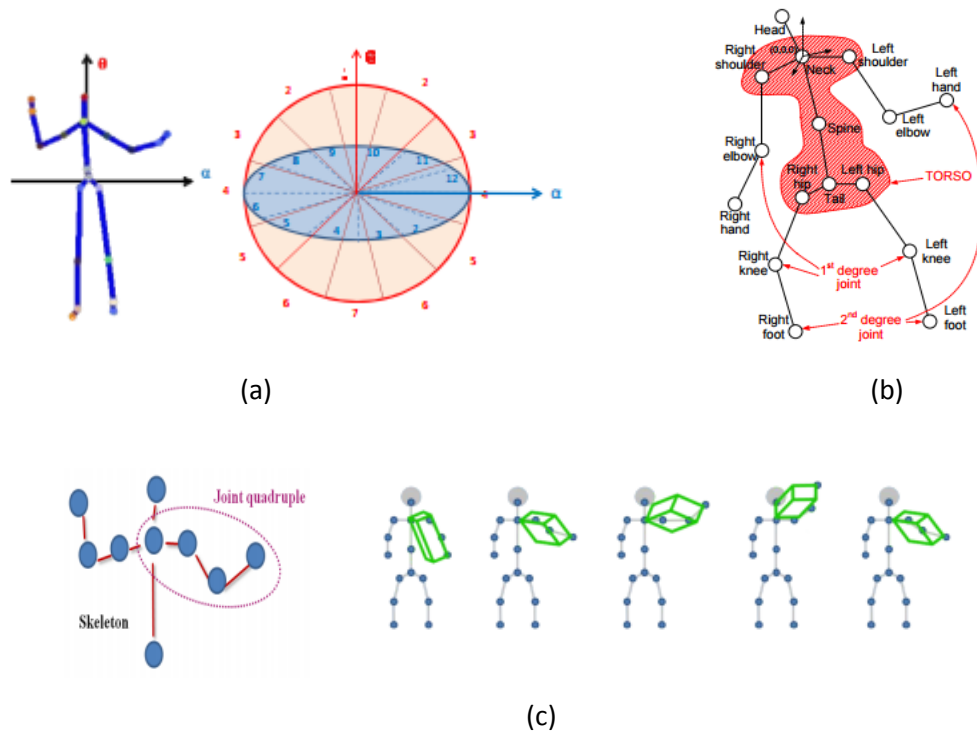 θ
α
2
2
3
3
4
4
5
5
6
6
7
9
10
8
11
7
12
6
5
4
3
2
α
(a)
Head
Right
shoulder
(0,0,0)
Neck
Left
shoulder
Left
hand
Left
elbow
Spine
Right
elbow
Right
hip
Left hip
Tail
TORSO
Right
hand
Right
knee
1st degree
joint
Left
knee
Right
foot
2nd degree
joint
Left
foot
(b)
Joint quadruple
Skeleton
(c)